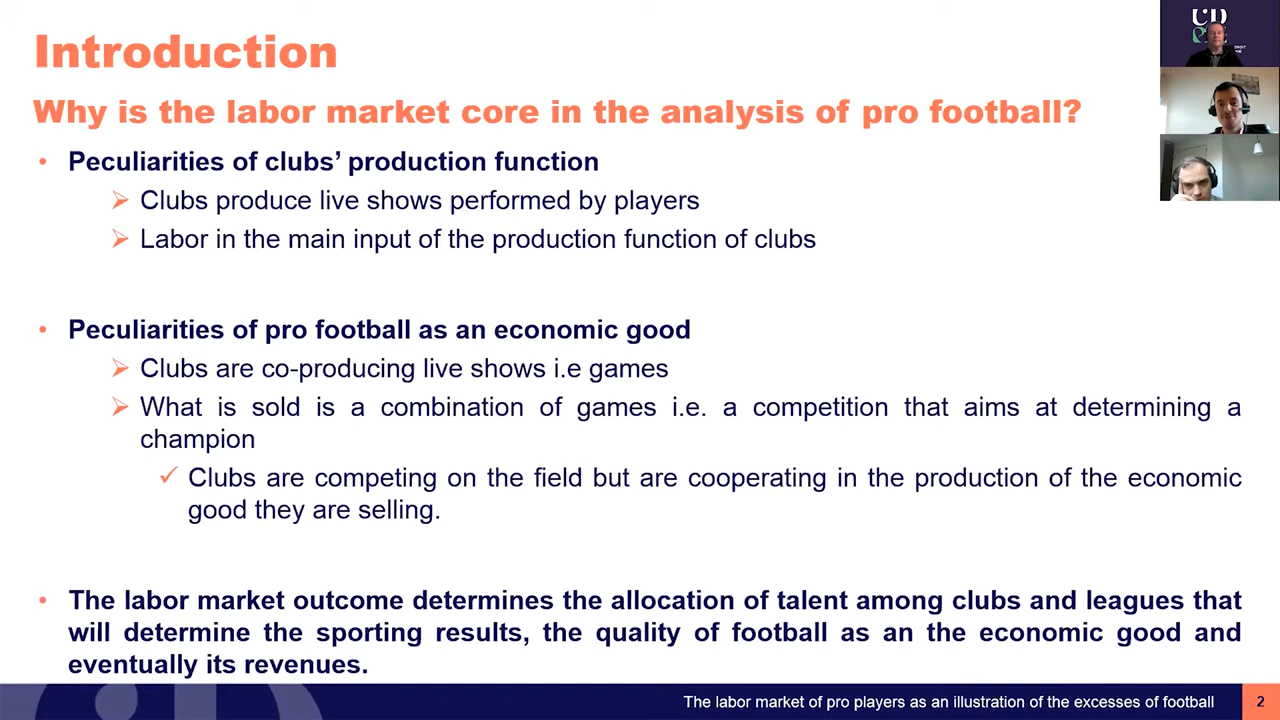 Introduction
Why is the labor market core in the analysis of pro football?
• Peculiarities of clubs' production function
Clubs produce live shows performed by players
Labor in the main input of the production function of clubs
• Peculiarities of pro football as an economic good
Clubs are co-producing live shows i.e games
What is sold is a combination of games i.e. a competition that aims at determining a
champion
Clubs are competing on the field but are cooperating in the production of the economic
good they are selling.
• The labor market outcome determines the allocation of talent among clubs and leagues that
will determine the sporting results, the quality of football as an the economic good and
eventually its revenues.
The labor market of pro players as an illustration of the excesses of football
2